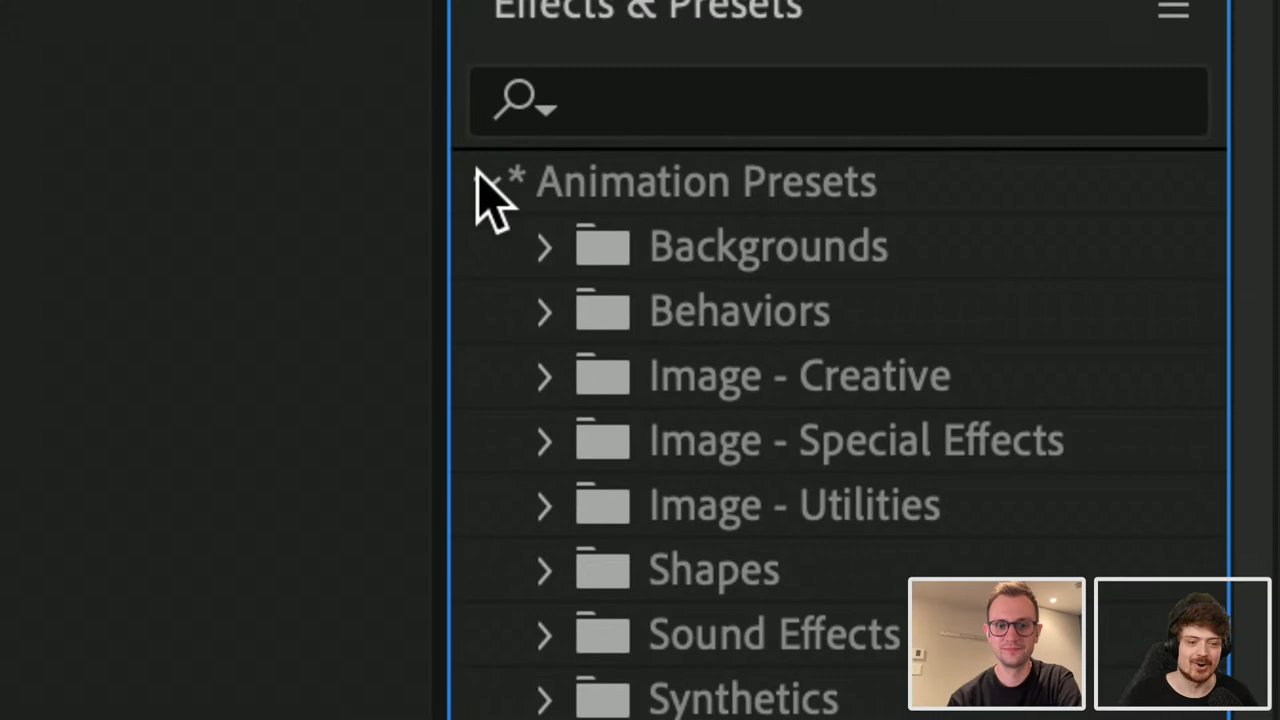 Effects & Presets
* Animation Presets
Backgrounds
Behaviors
Image - Creative
Image - Special Effects
Image - Utilities
Shapes
Sound Effects
Synthetics